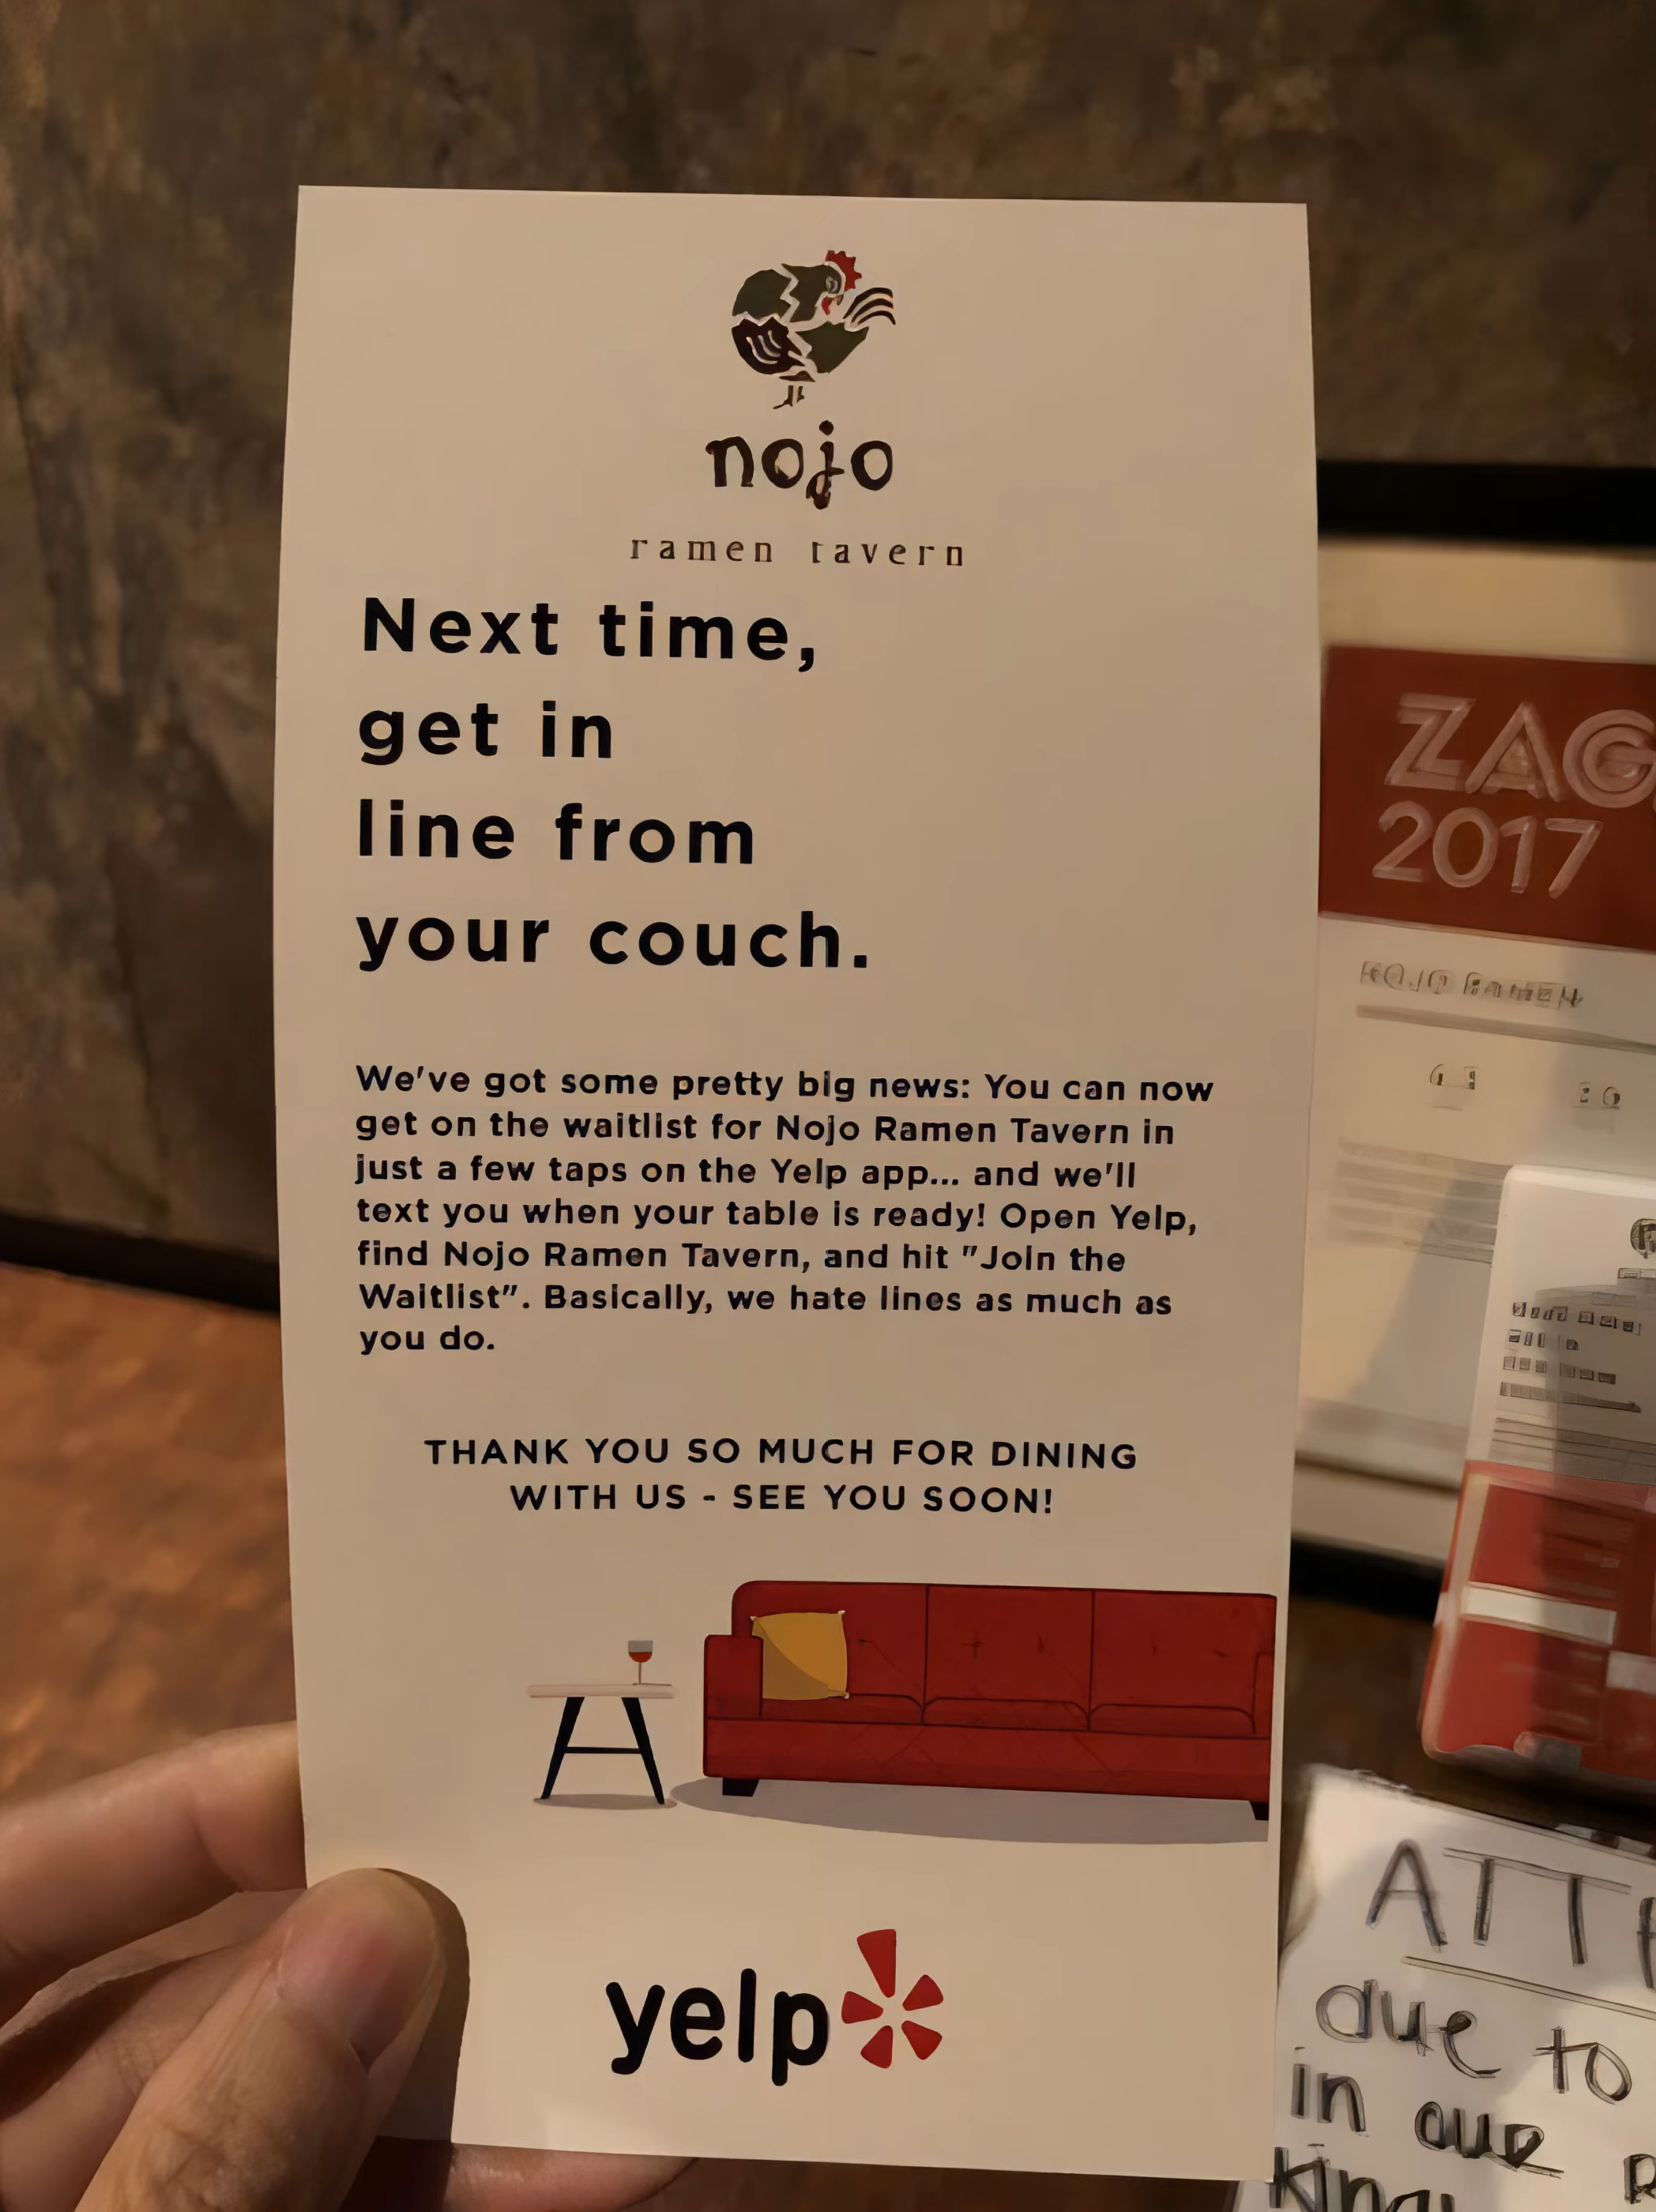 nojo
ramen tavern
Next time,
get in
line from
your couch.
We've got some pretty big news: You can now
get on the waitlist for Nojo Ramen Tavern in
just a few taps on the Yelp app... and we'll
text you when your table is ready! Open Yelp,
find Nojo Ramen Tavern, and hit "Join the
Waitlist". Basically, we hate lines as much as
you do.
THANK YOU SO MUCH FOR DINING
WITH US - SEE YOU SOON!
yelp
ZAG
2017
NOJO RAMEN
ATT
due to
in our